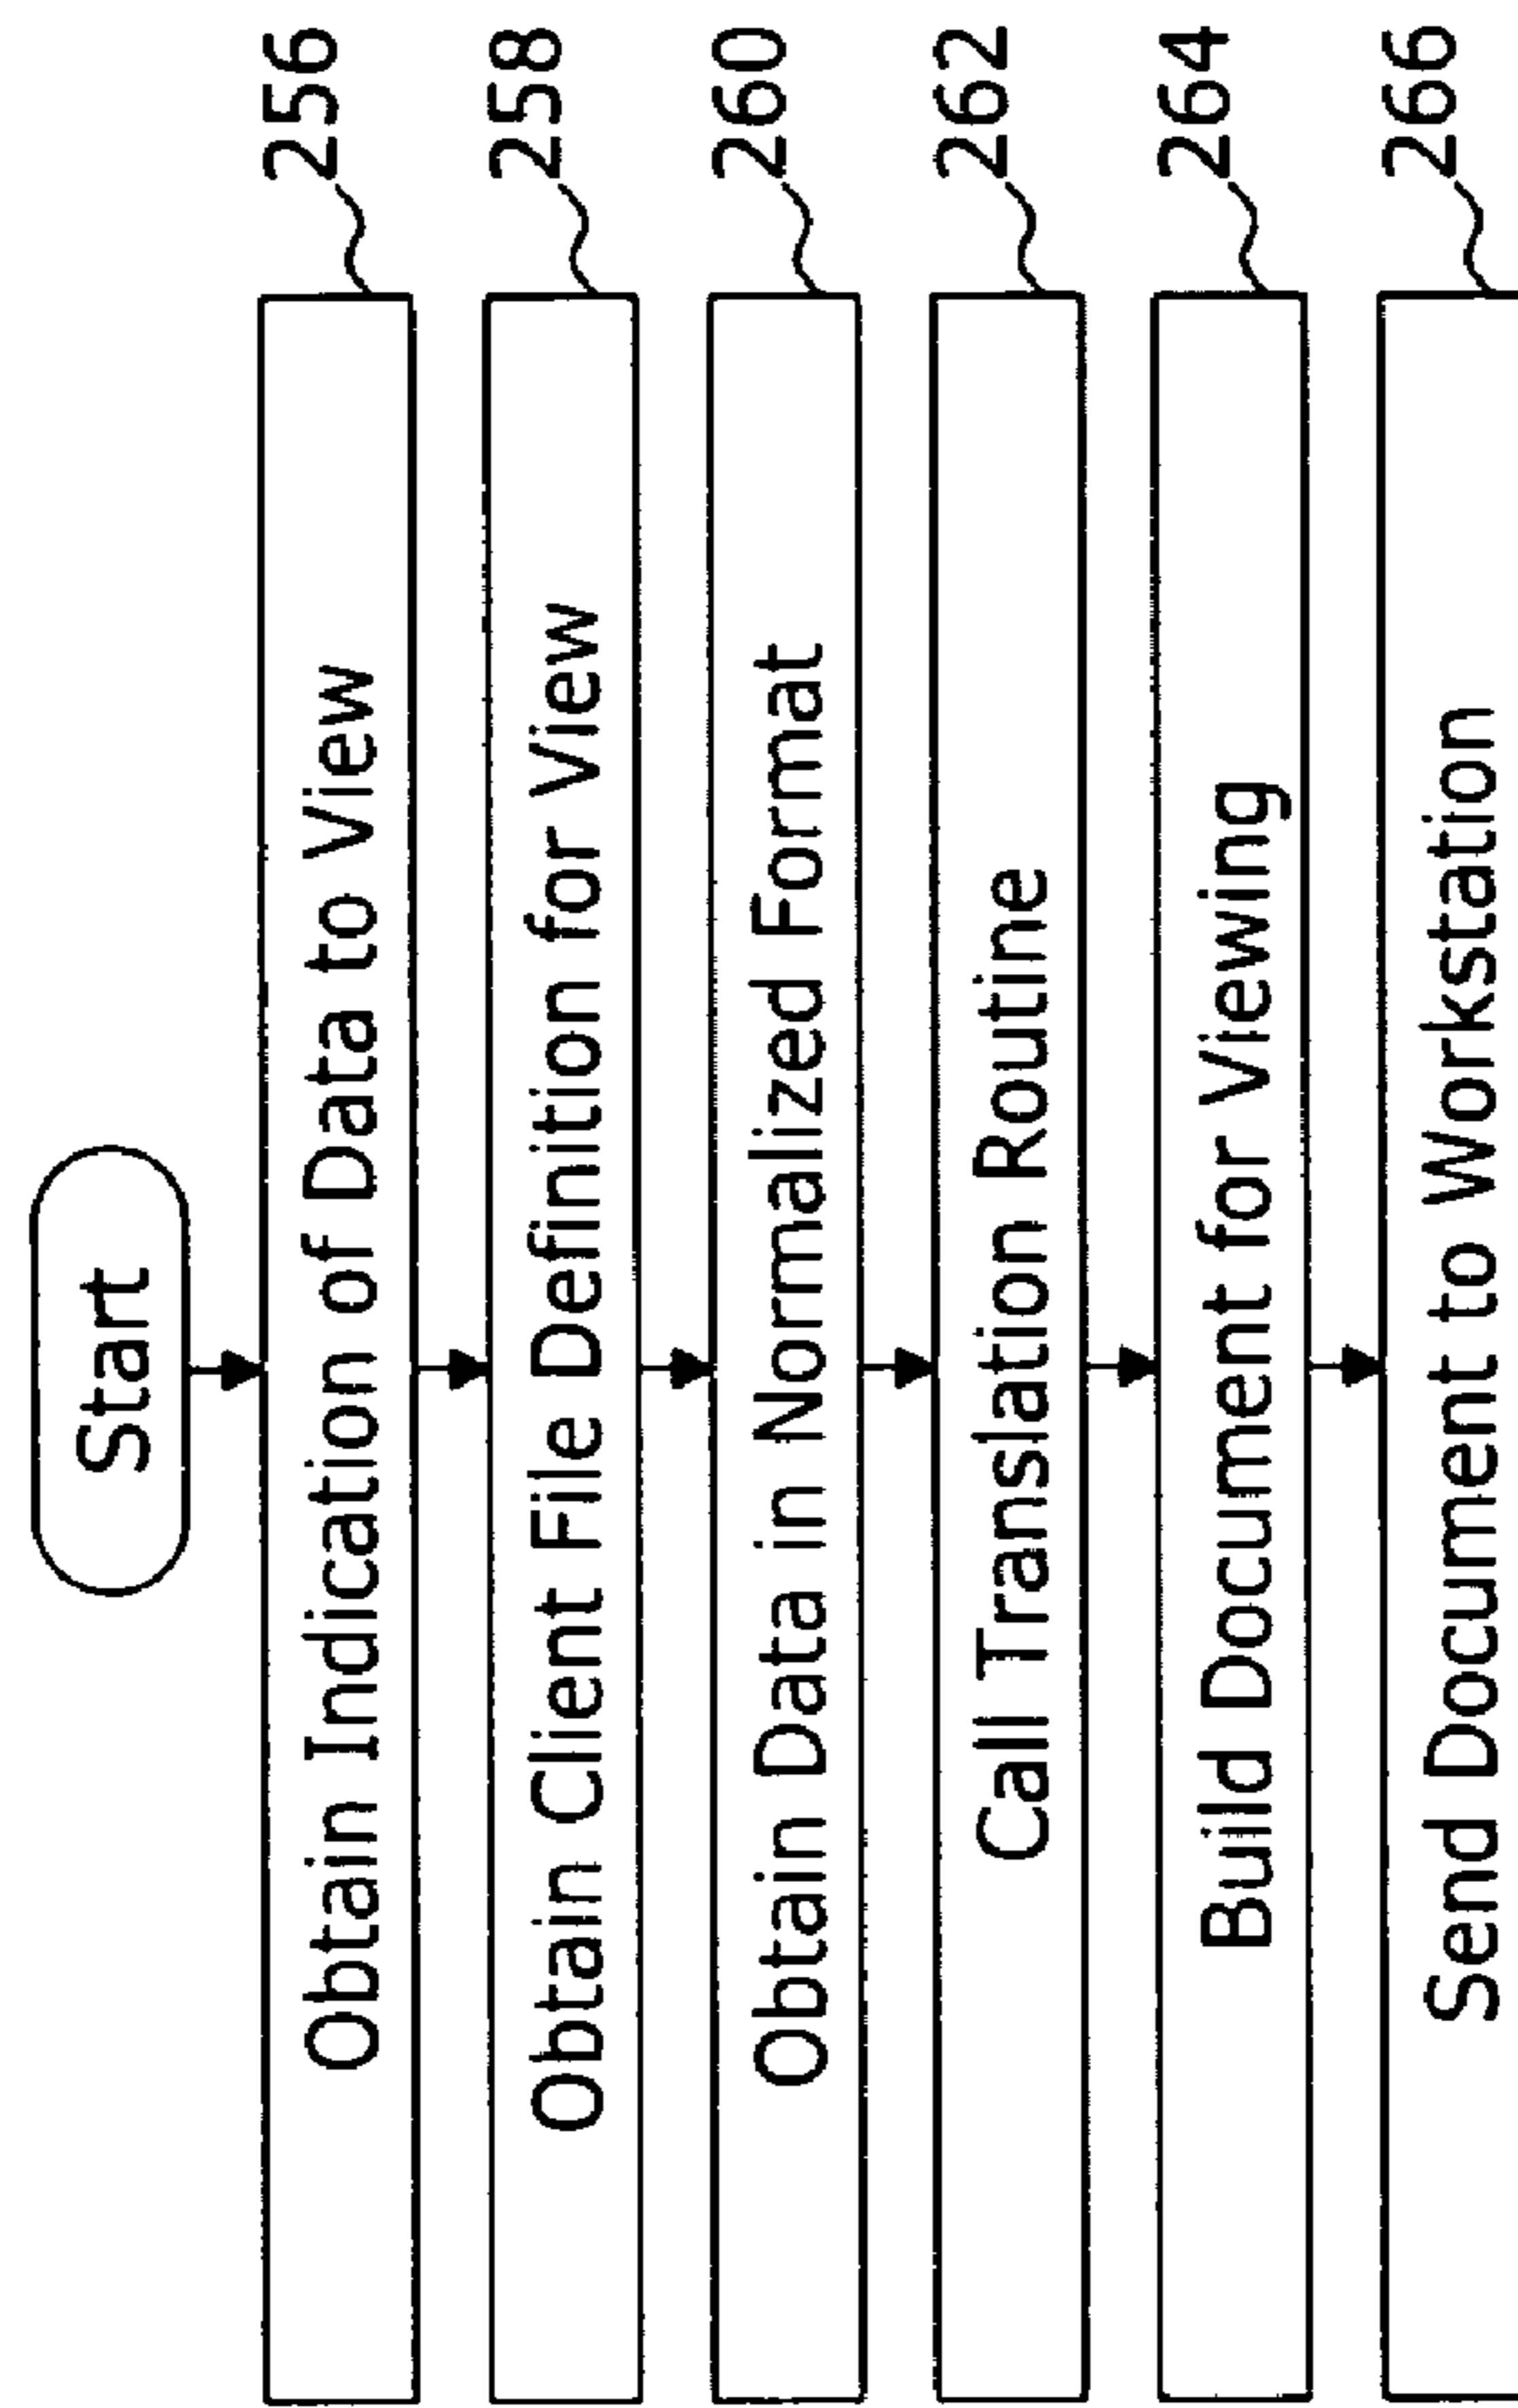 Start
Obtain Indication of Data to View
256
Obtain Client File Definition for View
258
Obtain Data in Normalized Format
260
Call Translation Routine
262
Build Document for Viewing
264
Send Document to Workstation
266